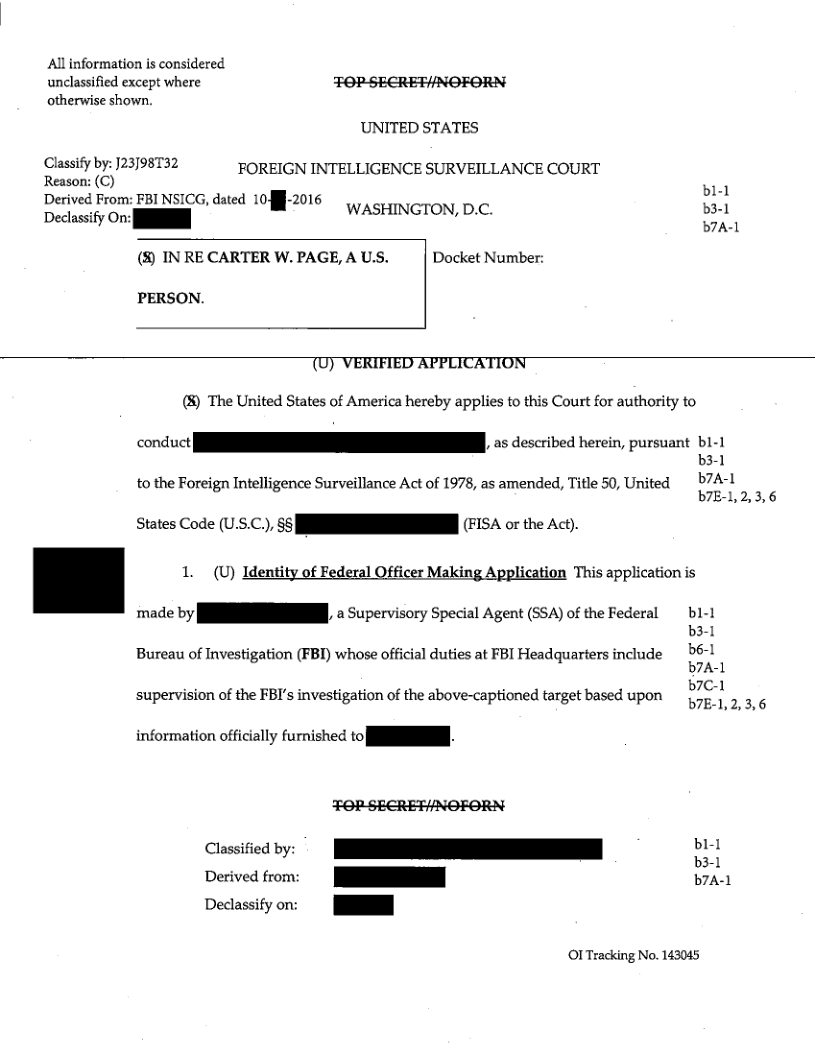 All information is considered
unclassified except where
otherwise shown.
TOP SECRET//NOFORN
UNITED STATES
Classify by: J23J98T32
Reason: (C)
Derived From: FBI NSICG, dated 10- -2016
Declassify On:
FOREIGN INTELLIGENCE SURVEILLANCE COURT
WASHINGTON, D.C.
b1-1
b3-1
b7A-1
(S) IN RE CARTER W. PAGE, A U.S.
PERSON.
Docket Number:
(U) VERIFIED APPLICATION
(S) The United States of America hereby applies to this Court for authority to
conduct , as described herein, pursuant
to the Foreign Intelligence Surveillance Act of 1978, as amended, Title 50, United
States Code (U.S.C.), §§ (FISA or the Act).
b1-1
b3-1
b7A-1
b7E-1, 2, 3, 6
1. (U) Identity of Federal Officer Making Application This application is
made by , a Supervisory Special Agent (SSA) of the Federal
Bureau of Investigation (FBI) whose official duties at FBI Headquarters include
supervision of the FBI's investigation of the above-captioned target based upon
information officially furnished to .
b1-1
b3-1
b6-1
b7A-1
b7C-1
b7E-1, 2, 3, 6
TOP SECRET//NOFORN
Classified by:
Derived from:
Declassify on:
b1-1
b3-1
b7A-1
OI Tracking No. 143045